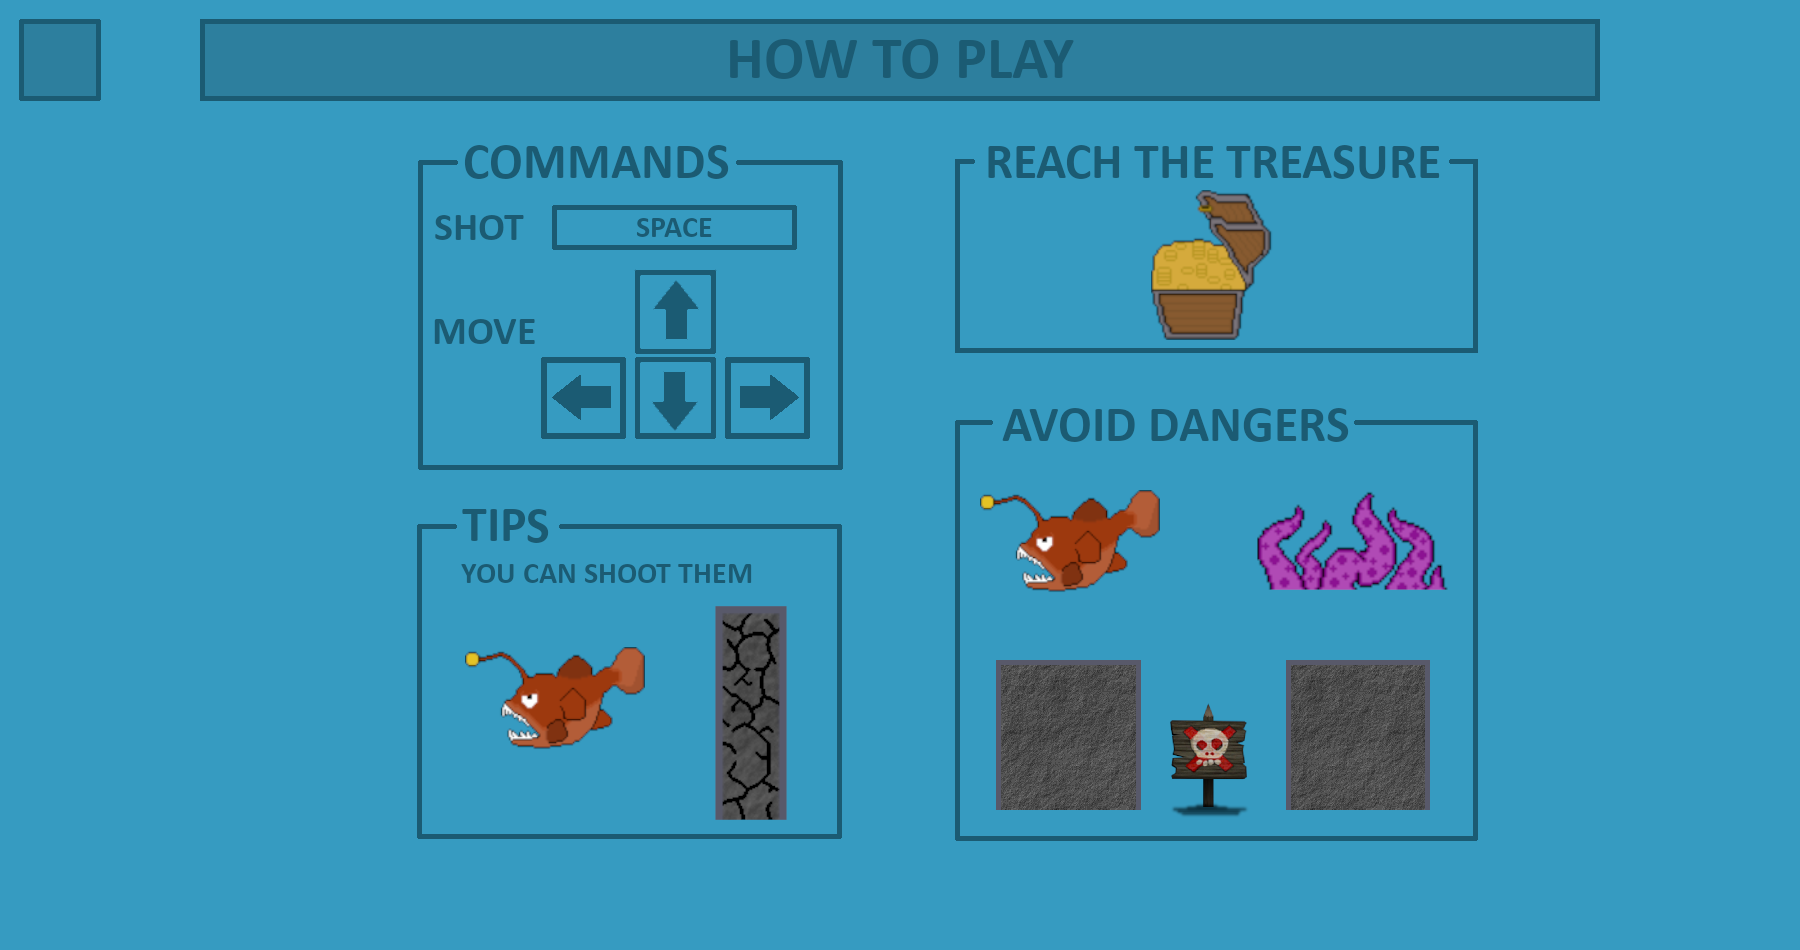 HOW TO PLAY
COMMANDS
SHOT
SPACE
MOVE
TIPS
YOU CAN SHOOT THEM
REACH THE TREASURE
AVOID DANGERS